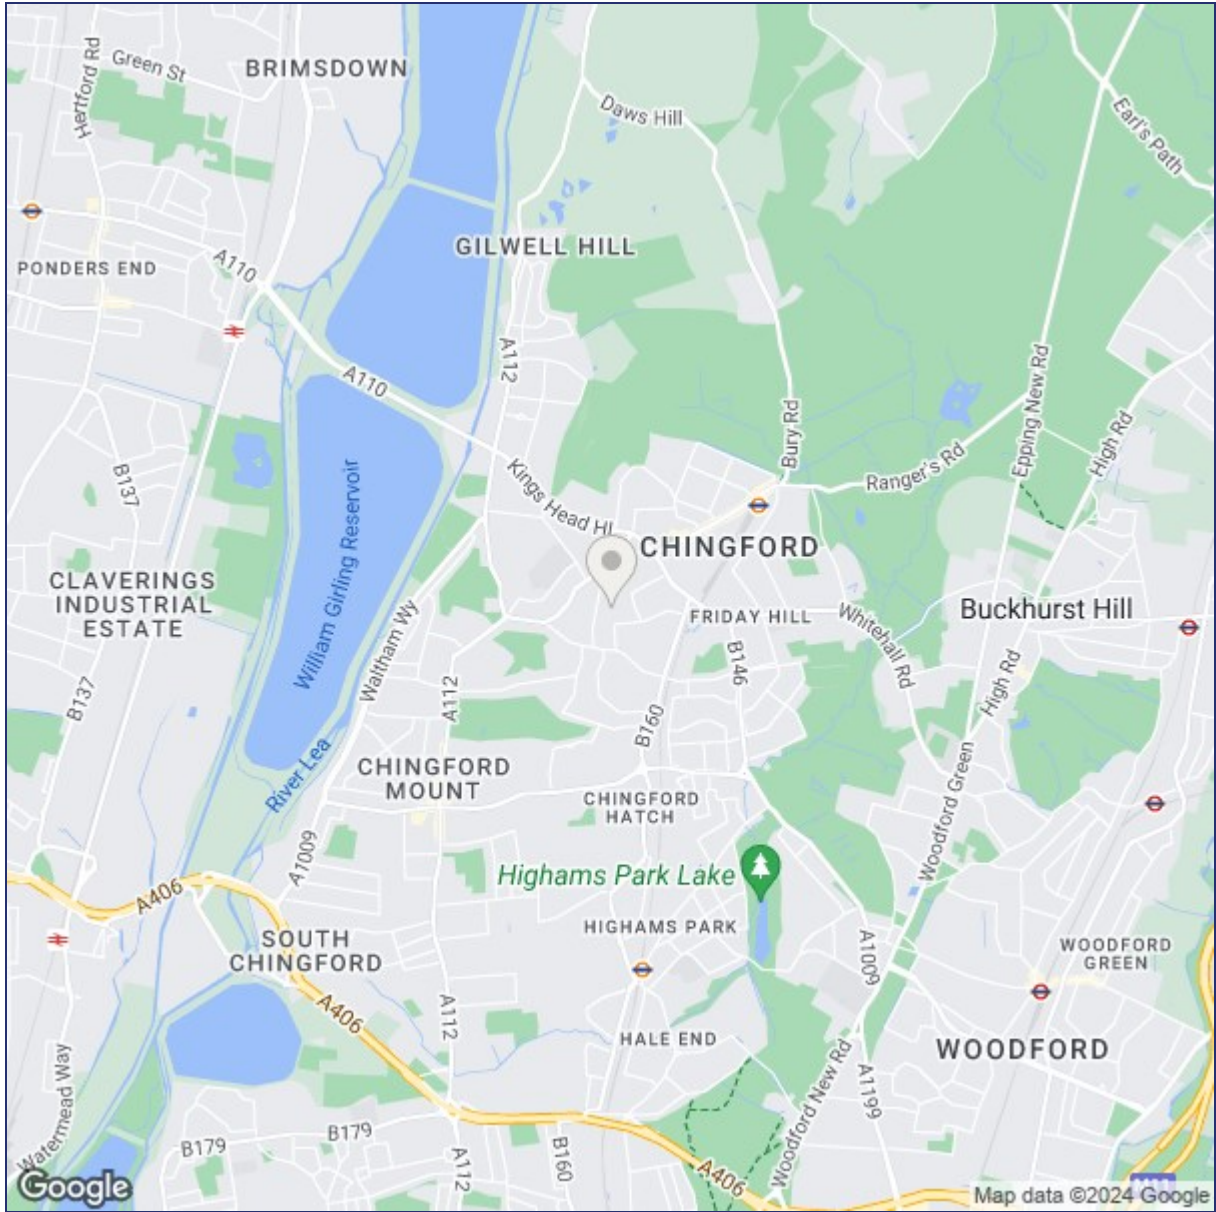 BRIMSDOWN
Green St
Hertford Rd
Daws Hill
Earl's Path
GILWELL HILL
PONDERS END
A110
A110
A112
Epping New Rd
High Rd
Bury Rd
Ranger's Rd
B137
Kings Head Hl
William Girling Reservoir
CHINGFORD
CLAVERINGS
INDUSTRIAL
ESTATE
Waltham Wy
FRIDAY HILL
Whitehall Rd
Buckhurst Hill
B146
High Rd
B137
A112
B160
River Lea
CHINGFORD
MOUNT
CHINGFORD
HATCH
Woodford Green
A1009
Highams Park Lake
A406
HIGHAMS PARK
SOUTH
CHINGFORD
A1009
WOODFORD
GREEN
A406
A112
HALE END
WOODFORD
Woodford New Rd
A1199
Watermead Way
B179
B179
A112
B160
A406
Google
Map data ©2024 Google